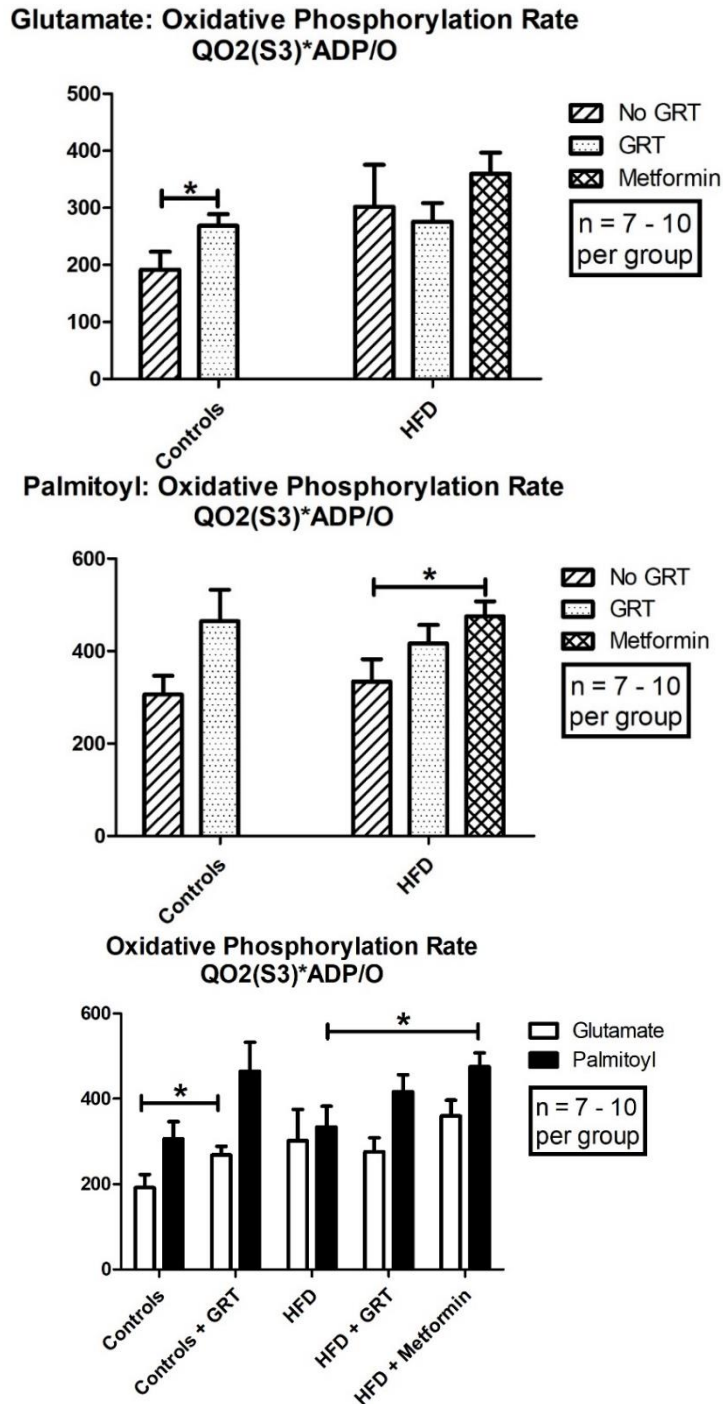 Glutamate: Oxidative Phosphorylation Rate
QO2(S3)*ADP/O
500
400
300
200
100
0
*
Controls
HFD
No GRT
GRT
Metformin
n = 7 - 10
per group
Palmitoyl: Oxidative Phosphorylation Rate
QO2(S3)*ADP/O
600
400
200
0
*
Controls
HFD
No GRT
GRT
Metformin
n = 7 - 10
per group
Oxidative Phosphorylation Rate
QO2(S3)*ADP/O
600
400
200
0
*
*
Controls
Controls + GRT
HFD
HFD + GRT
HFD + Metformin
Glutamate
Palmitoyl
n = 7 - 10
per group